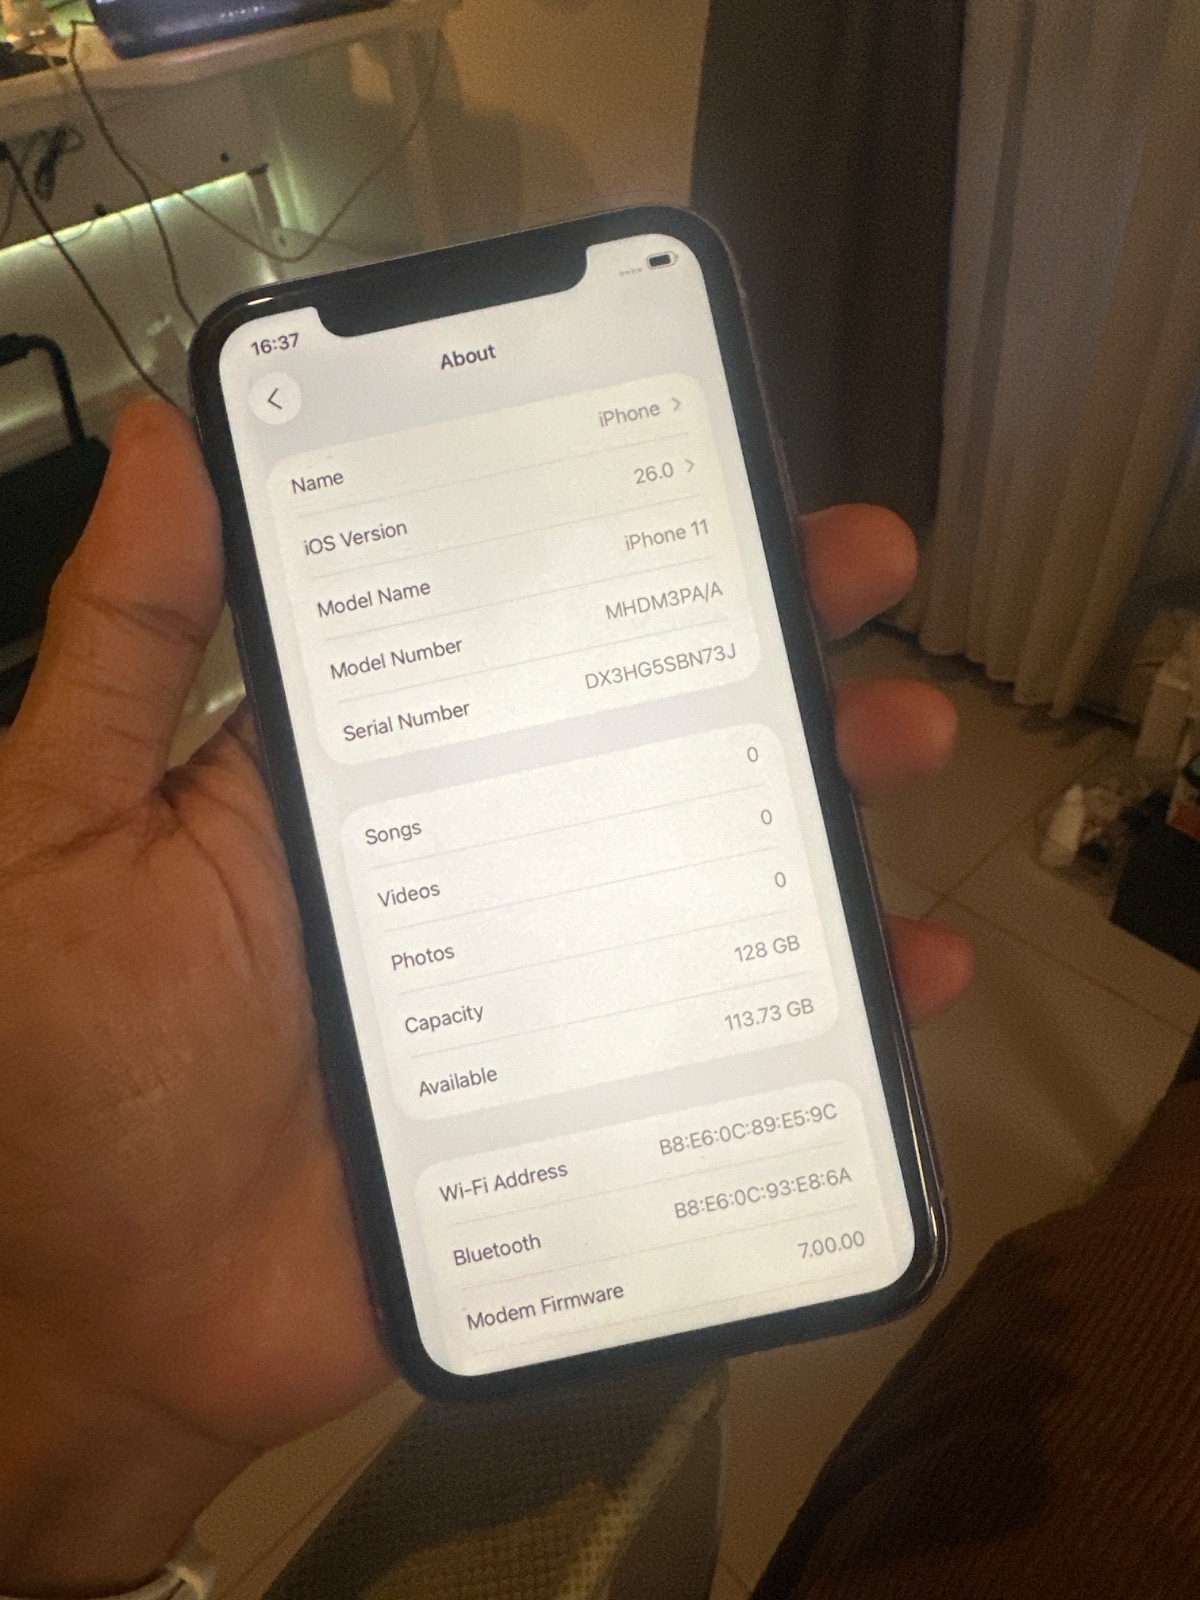 16:37
About
Name iPhone
iOS Version 26.0
Model Name iPhone 11
Model Number MHDM3PA/A
Serial Number DX3HG5SBN73J
Songs 0
Videos 0
Photos 0
Capacity 128 GB
Available 113.73 GB
Wi-Fi Address B8:E6:0C:89:E5:9C
Bluetooth B8:E6:0C:93:E8:6A
Modem Firmware 7.00.00